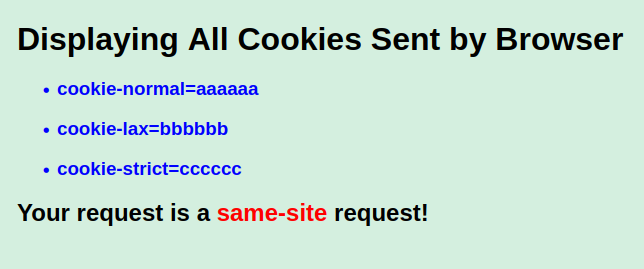 Displaying All Cookies Sent by Browser
• cookie-normal=aaaaaa
• cookie-lax=bbbbbb
• cookie-strict=cccccc
Your request is a same-site request!